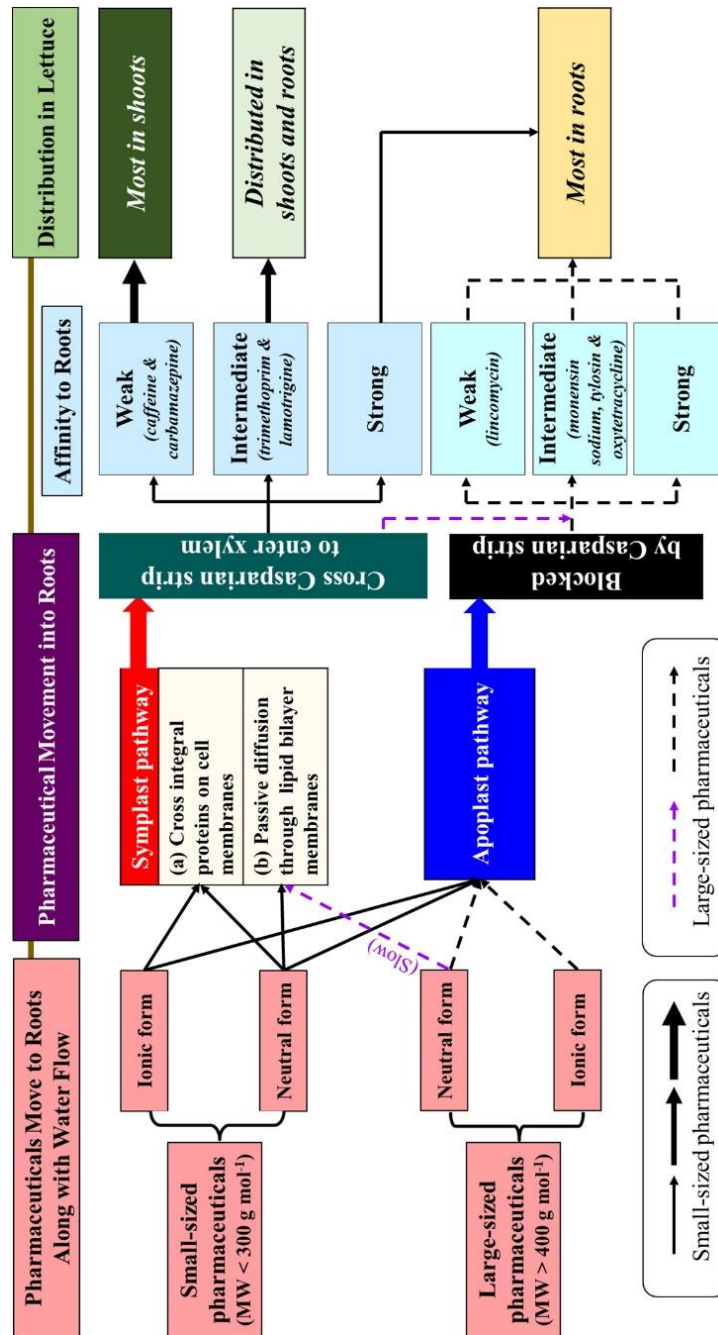 Pharmaceuticals Move to Roots
Along with Water Flow
Pharmaceutical Movement into Roots
Distribution in Lettuce
Affinity to Roots
Small-sized
pharmaceuticals
(MW < 300 g mol⁻¹)
Ionic form
Neutral form
Large-sized
pharmaceuticals
(MW > 400 g mol⁻¹)
Neutral form
Ionic form
(Slow)
Symplast pathway
(a) Cross integral
proteins on cell
membranes
(b) Passive diffusion
through lipid bilayer
membranes
Apoplast pathway
Cross Casparian strip
to enter xylem
Blocked
by Casparian strip
Weak
(caffeine &
carbamazepine)
Intermediate
(trimethoprim &
lamotrigine)
Strong
Weak
(lincomycin)
Intermediate
(monensin
sodium, tylosin &
oxytetracycline)
Strong
Most in shoots
Distributed in
shoots and roots
Most in roots
Small-sized pharmaceuticals
Large-sized pharmaceuticals